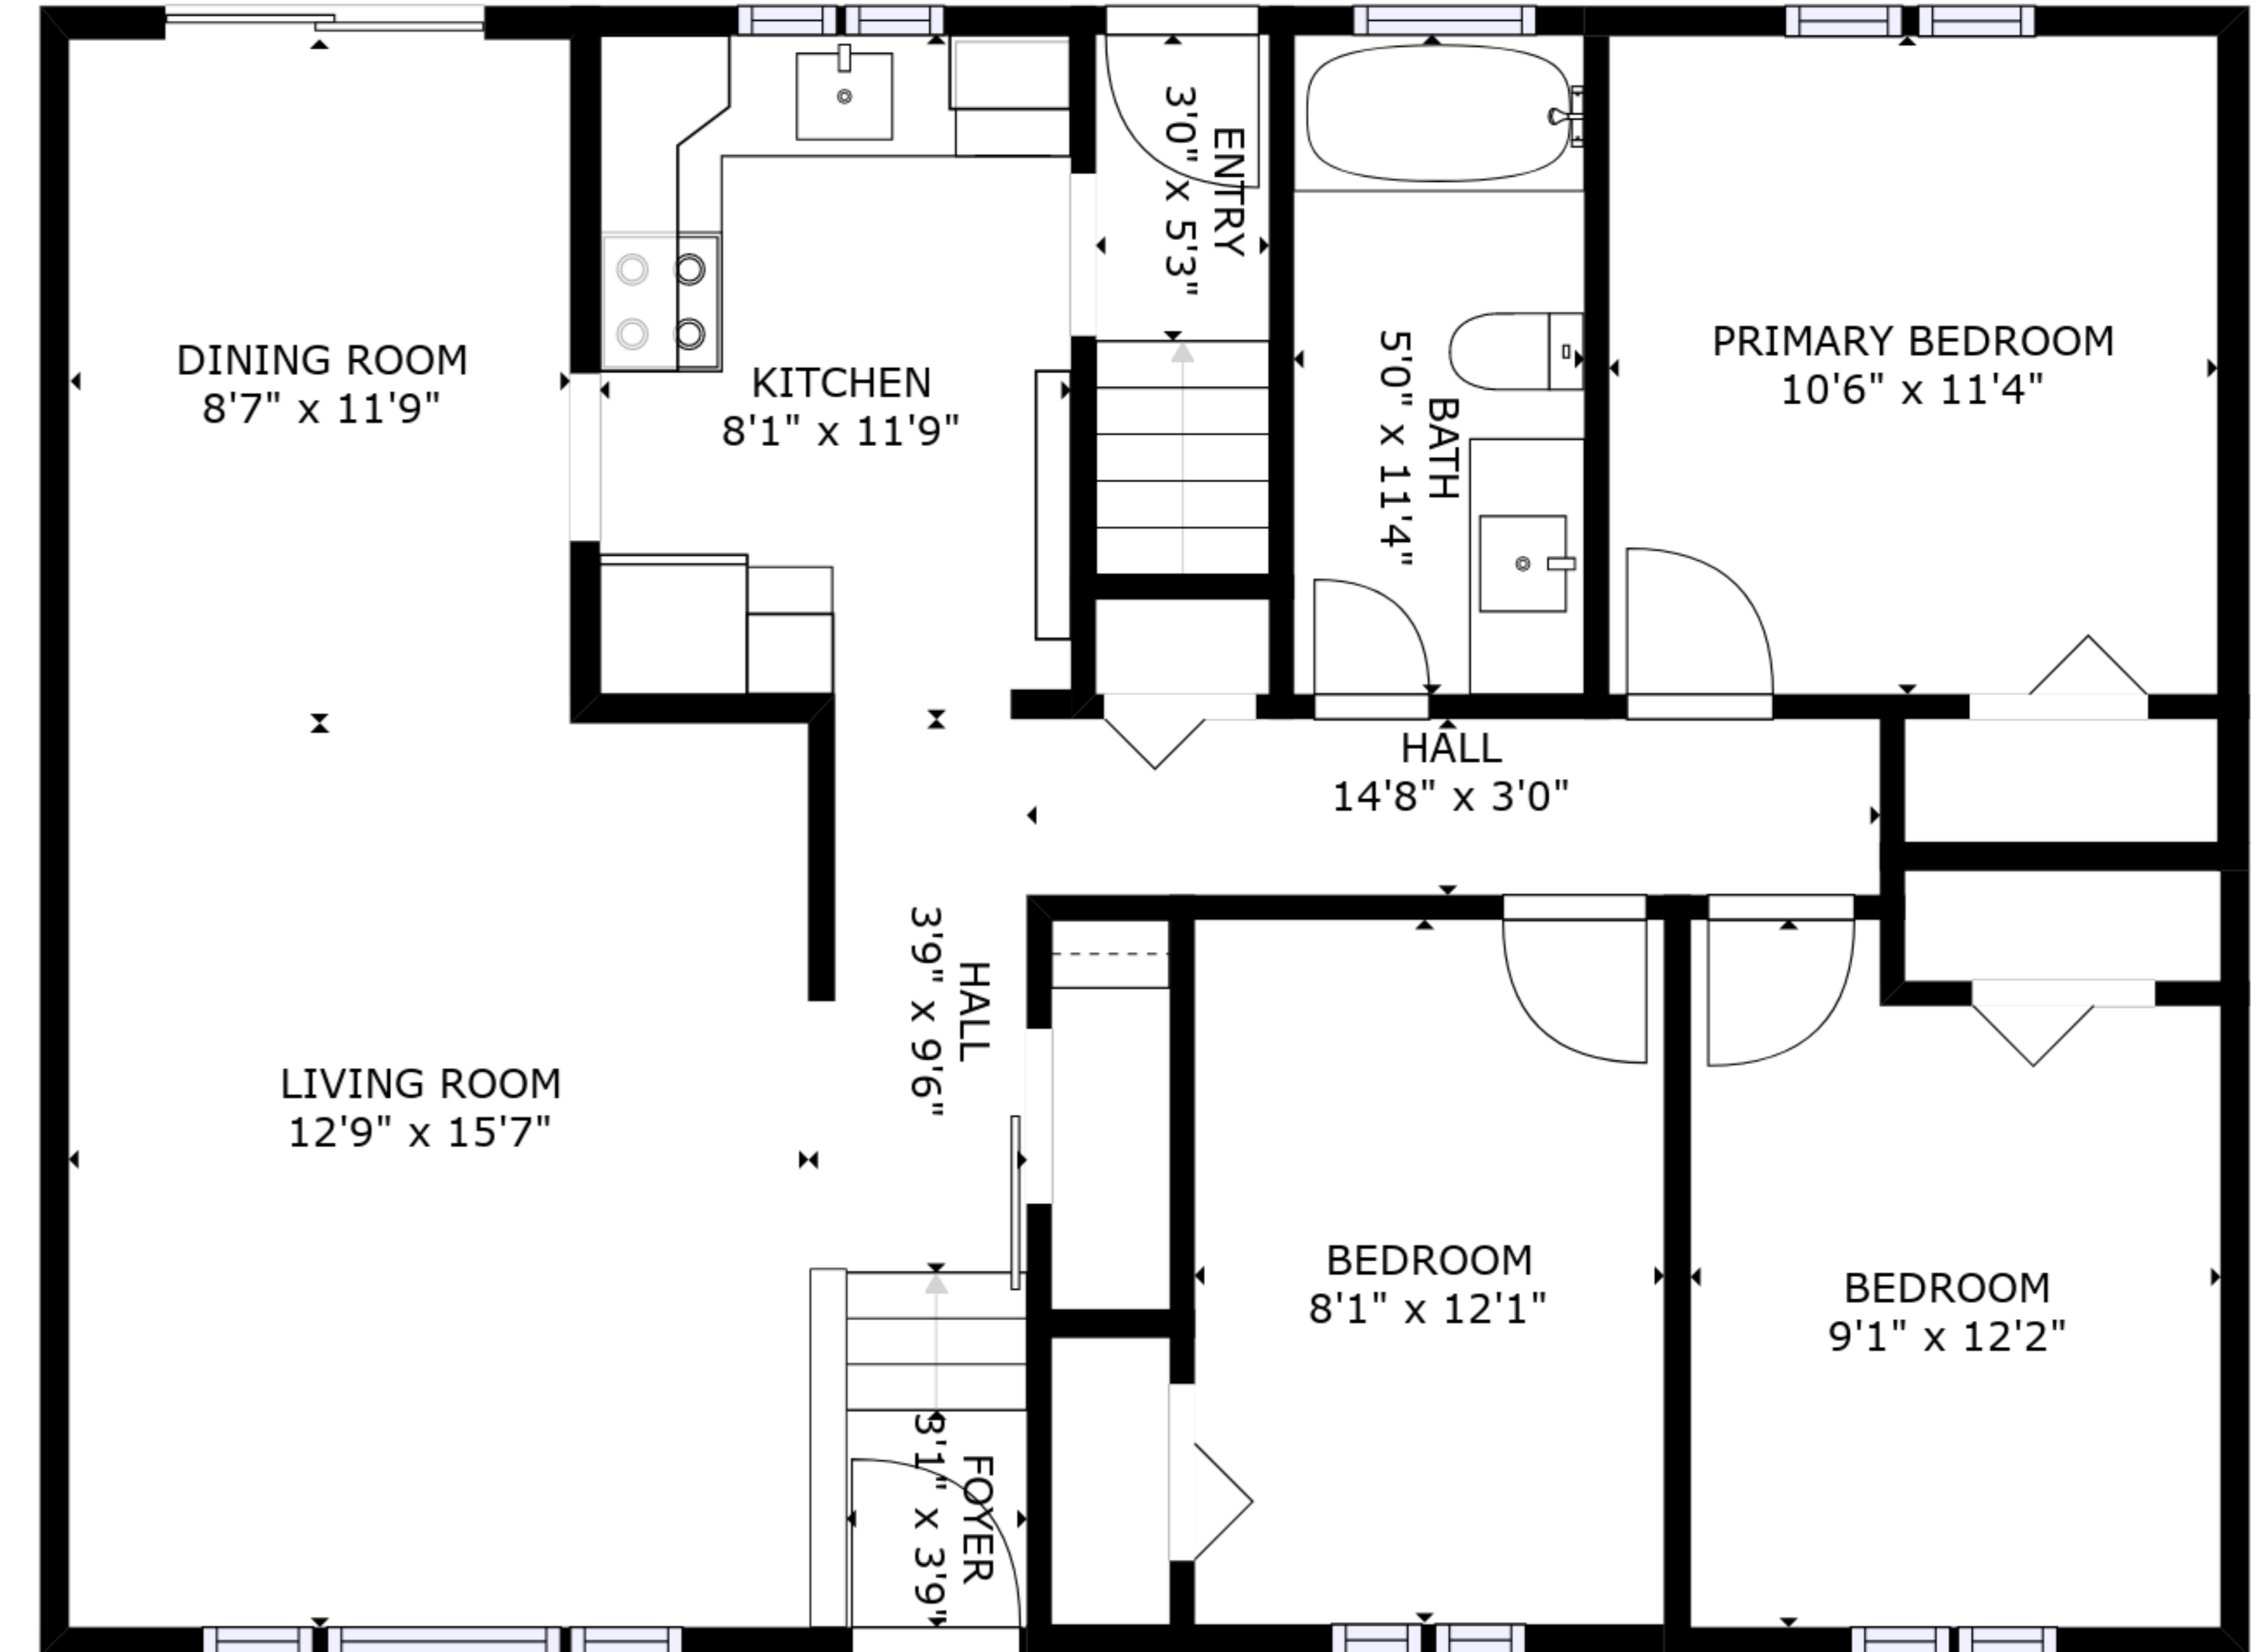 ENTRY
3'0" x 5'3"
DINING ROOM
8'7" x 11'9"
KITCHEN
8'1" x 11'9"
BATH
5'0" x 11'4"
PRIMARY BEDROOM
10'6" x 11'4"
HALL
14'8" x 3'0"
HALL
3'9" x 9'6"
LIVING ROOM
12'9" x 15'7"
BEDROOM
8'1" x 12'1"
BEDROOM
9'1" x 12'2"
FOYER
3'1" x 3'9"